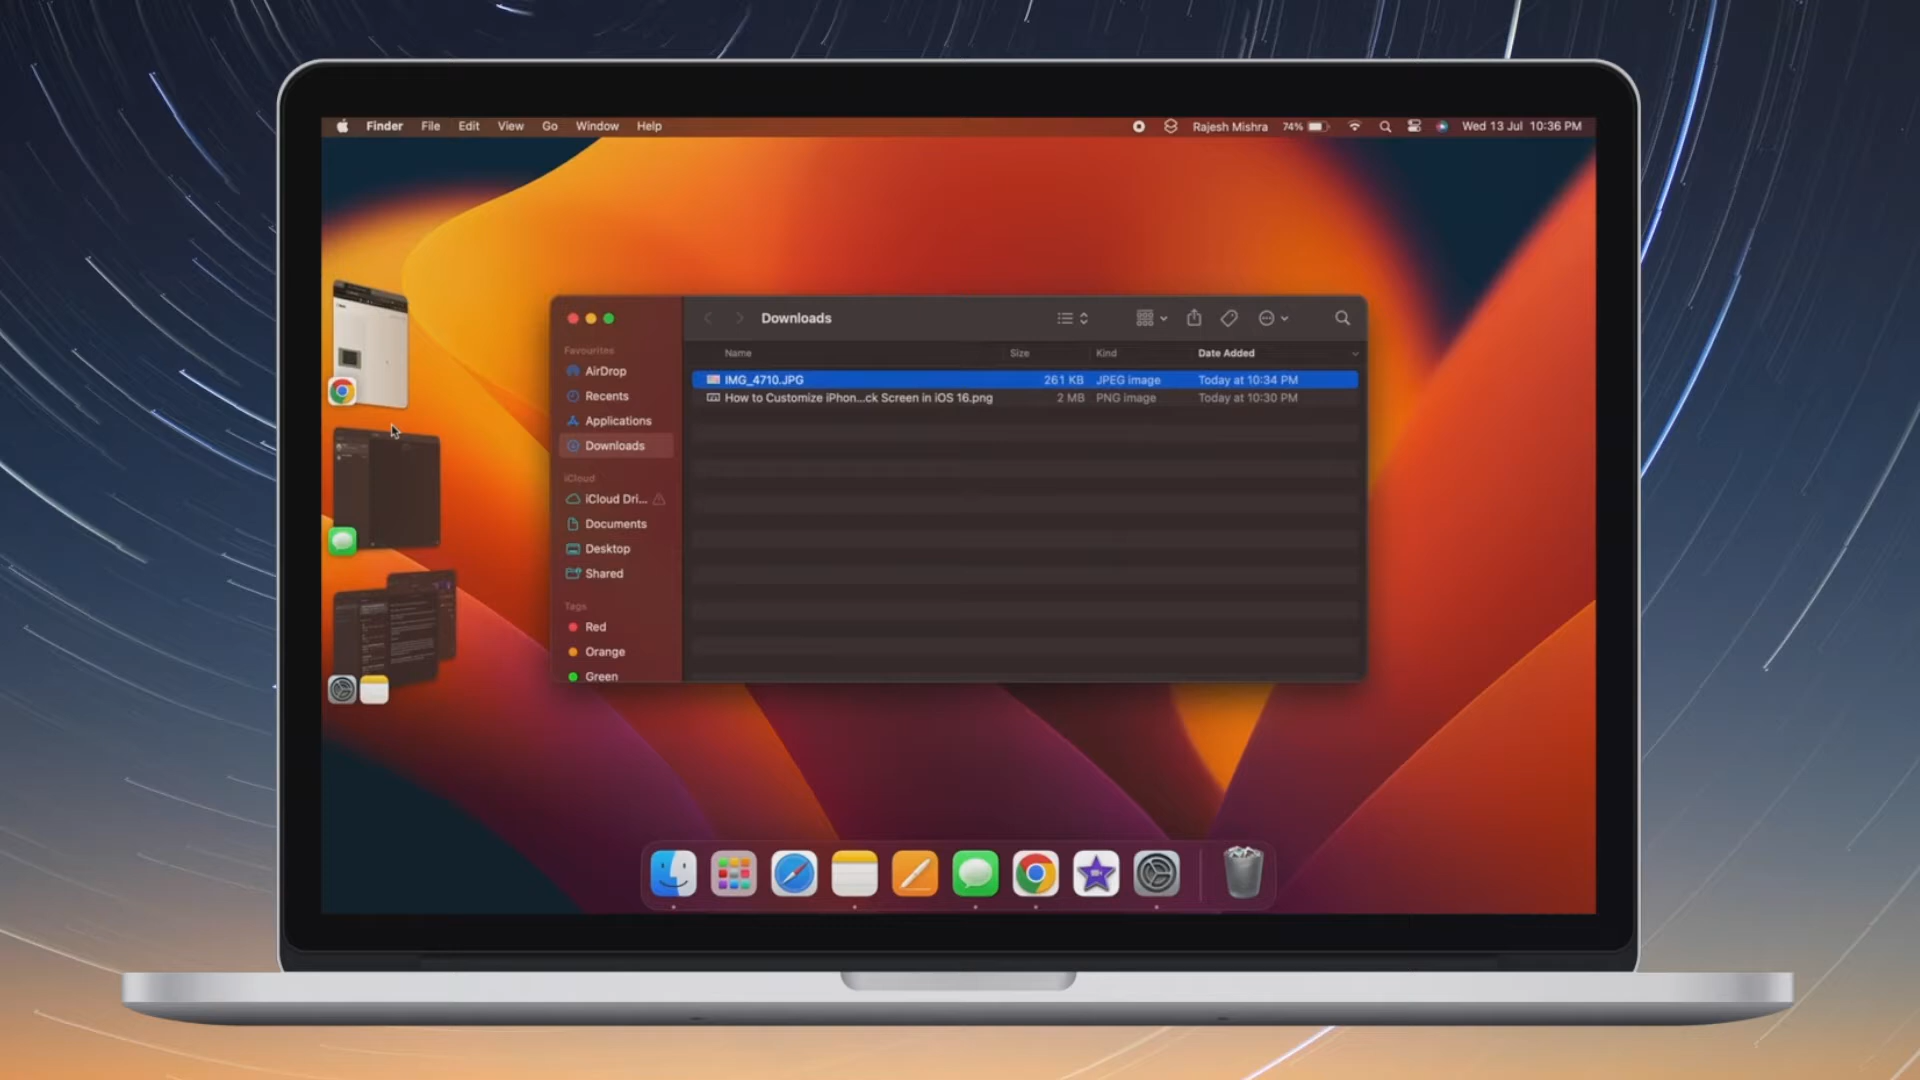 Finder File Edit View Go Window Help Rajesh Mishra 74% Wed 13 Jul 10:36 PM
Downloads
Favourites
AirDrop
Recents
Applications
Downloads
iCloud
iCloud Dri...
Documents
Desktop
Shared
Tags
Red
Orange
Green
Name Size Kind Date Added
IMG_4710.JPG 261 KB JPEG image Today at 10:34 PM
How to Customize iPhon...ck Screen in iOS 16.png 2 MB PNG image Today at 10:30 PM